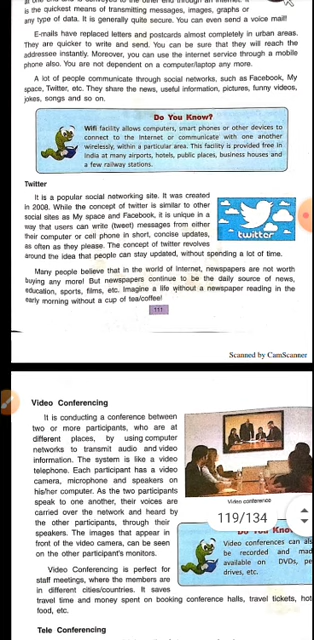 is the quickest means of transmitting messages, images, graphs or
any type of data. It is generally quite secure. You can even send a voice mail!
E-mails have replaced letters and postcards almost completely in urban areas.
They are quicker to write and send. You can be sure that they will reach the
addressee instantly. Moreover, you can use the internet service through a mobile
phone also. You are not dependent on a computer/laptop any more.
A lot of people communicate through social networks, such as Facebook, My
space, Twitter, etc. They share the news, useful information, pictures, funny videos,
jokes, songs and so on.
Do You Know?
Wifi facility allows computers, smart phones or other devices to
connect to the Internet or communicate with one another
wirelessly, within a particular area. This facility is provided free in
India at many airports, hotels, public places, business houses and
a few railway stations.
Twitter
It is a popular social networking site. It was created
in 2008. While the concept of twitter is similar to other
social sites as My space and Facebook, it is unique in a
way that users can write (tweet) messages from either
their computer or cell phone in short, concise updates,
as often as they please. The concept of twitter revolves
around the idea that people can stay updated, without spending a lot of time.
twitter
Many people believe that in the world of Internet, newspapers are not worth
buying any more! But newspapers continue to be the daily source of news,
education, sports, films, etc. Imagine a life without a newspaper reading in the
early morning without a cup of tea/coffee!
111
Scanned by CamScanner
Video Conferencing
It is conducting a conference between
two or more participants, who are at
different places, by using computer
networks to transmit audio and video
information. The system is like a video
telephone. Each participant has a video
camera, microphone and speakers on
his/her computer. As the two participants
speak to one another, their voices are
carried over the network and heard by
the other participants, through their
speakers. The images that appear in
front of the video camera, can be seen
on the other participant's monitors.
Video conference
119/134
Do You Kno
Video conferences can als
be recorded and mad
available on DVDs, pe
drives, etc.
Video Conferencing is perfect for
staff meetings, where the members are
in different cities/countries. It saves
travel time and money spent on booking conference halls, travel tickets, hot
food, etc.
Tele Conferencing